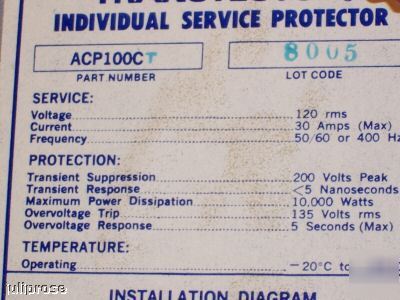 INDIVIDUAL SERVICE PROTECTOR
ACP100CT 8005
PART NUMBER LOT CODE
SERVICE:
Voltage 120 rms
Current 30 Amps (Max)
Frequency 50/60 or 400 Hz
PROTECTION:
Transient Suppression 200 Volts Peak
Transient Response <5 Nanoseconds
Maximum Power Dissipation 10,000 Watts
Overvoltage Trip 135 Volts rms
Overvoltage Response 5 Seconds (Max)
TEMPERATURE:
Operating -20°C to
INSTALLATION DIAGRAM
uliprose